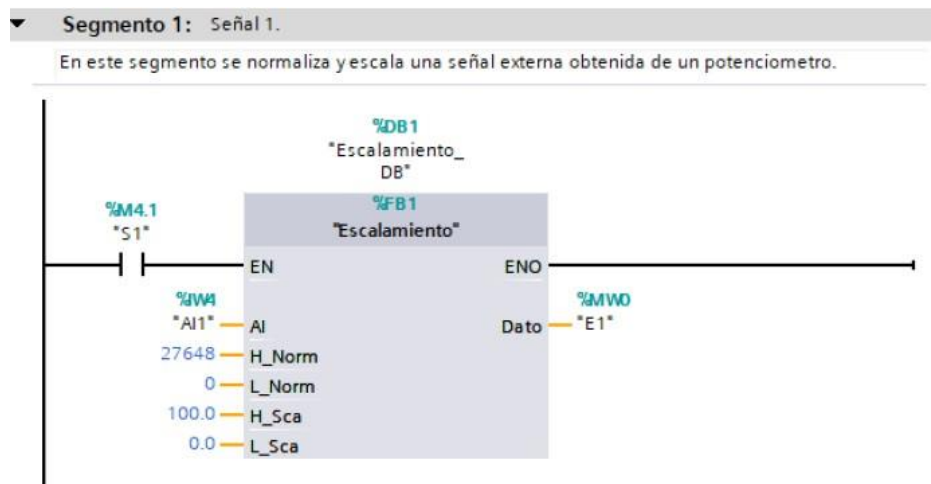 Segmento 1: Señal 1.
En este segmento se normaliza y escala una señal externa obtenida de un potenciometro.
%DB1
"Escalamiento_
DB"
%M4.1
"S1"
%FB1
"Escalamiento"
EN ENO
%IW4
"AI1" AI
%MW0
Dato "E1"
27648 H_Norm
0 L_Norm
100.0 H_Sca
0.0 L_Sca